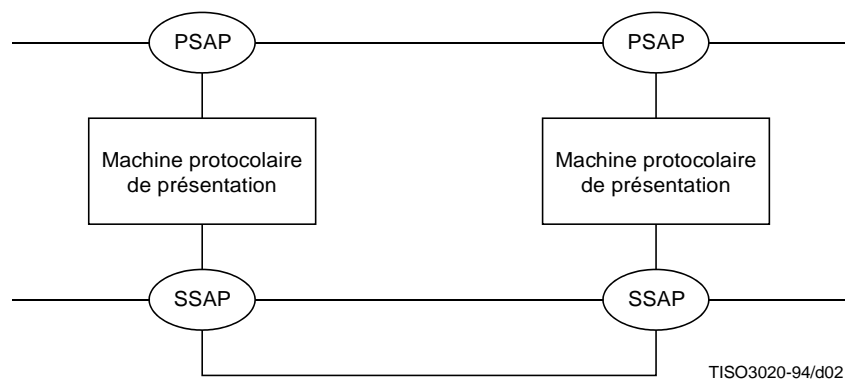 PSAP
PSAP
Machine protocolaire
de présentation
Machine protocolaire
de présentation
SSAP
SSAP
TISO3020-94/d02